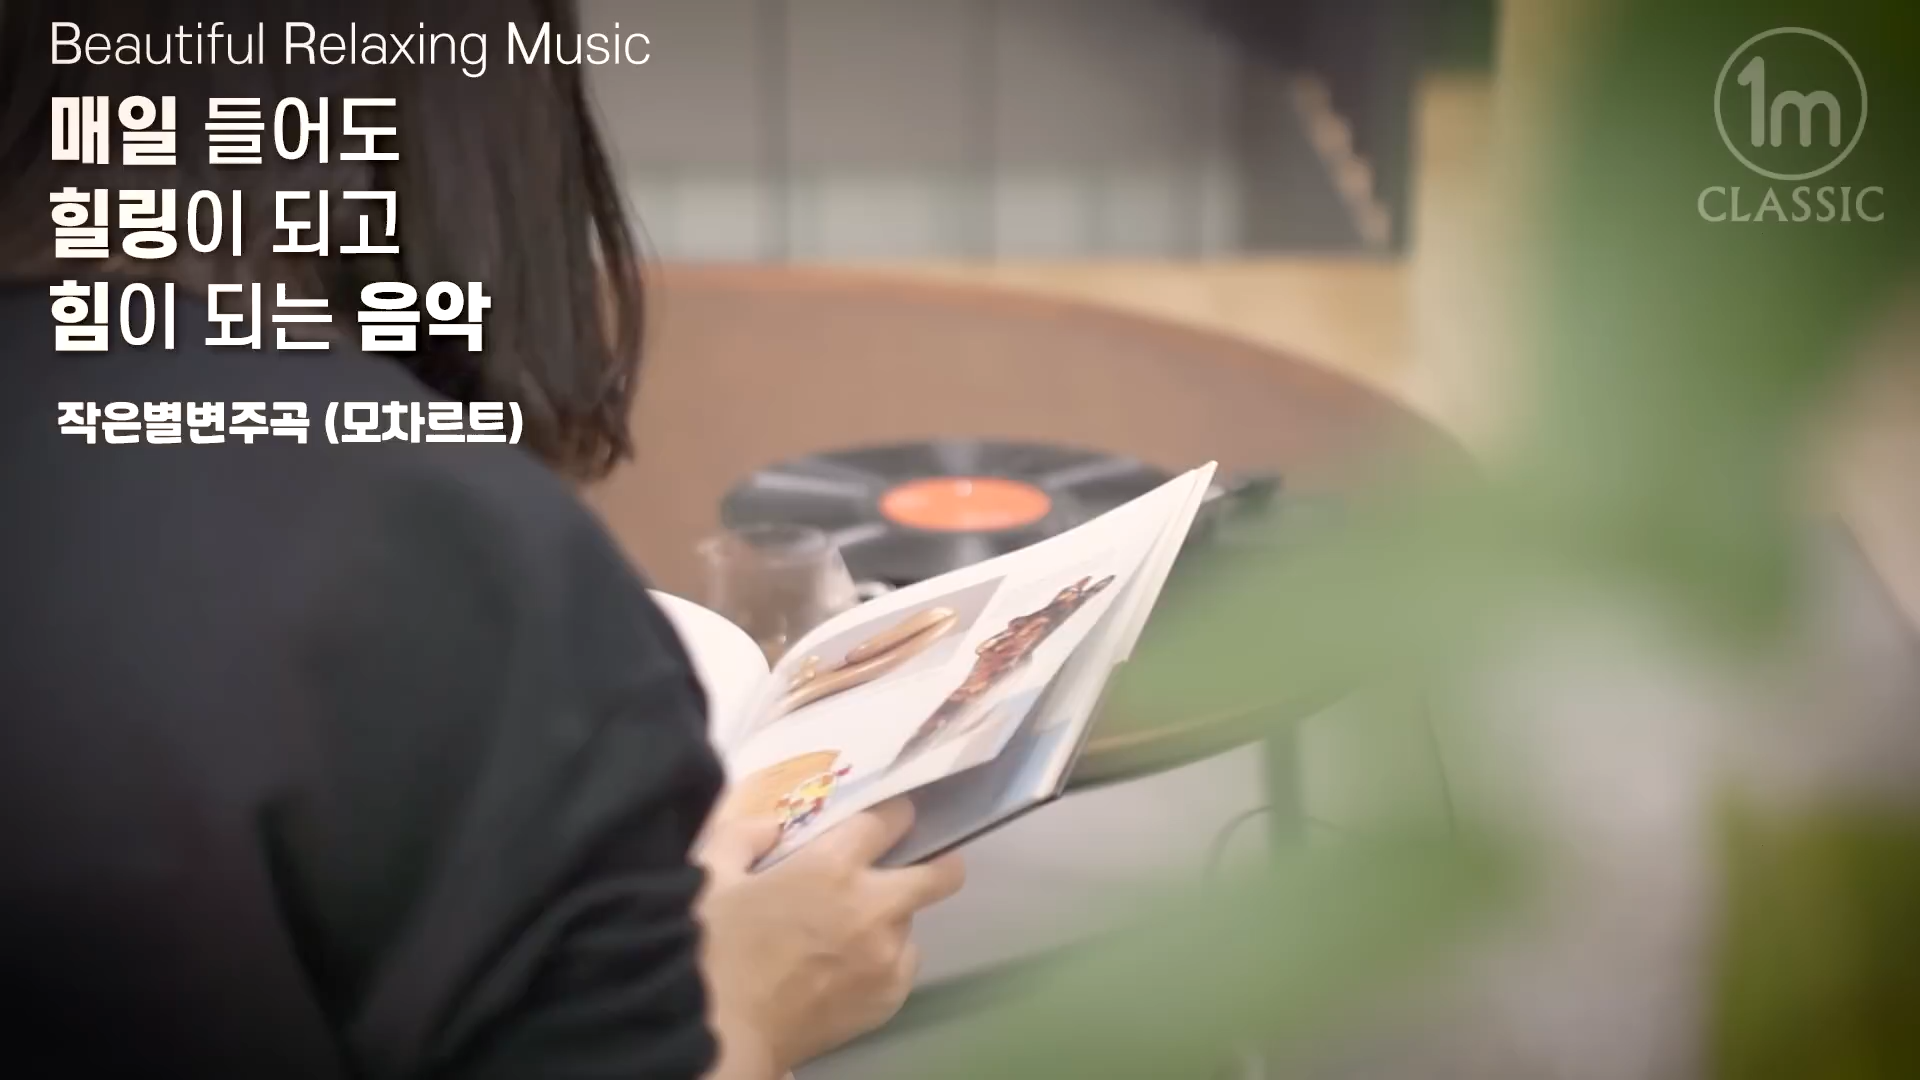 Beautiful Relaxing Music
매일 들어도
힐링이 되고
힘이 되는 음악
작은별변주곡 (모차르트)
1m
CLASSIC